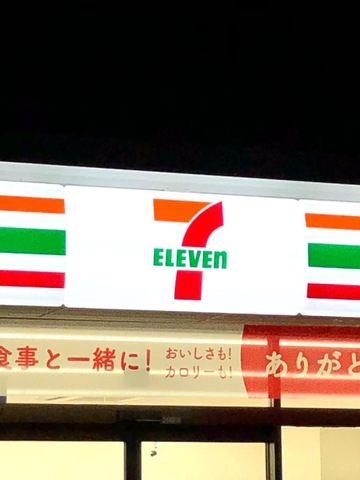 7
ELEVEn
食事と一緒に!
おいしさも!
カロリーも!
ありがと